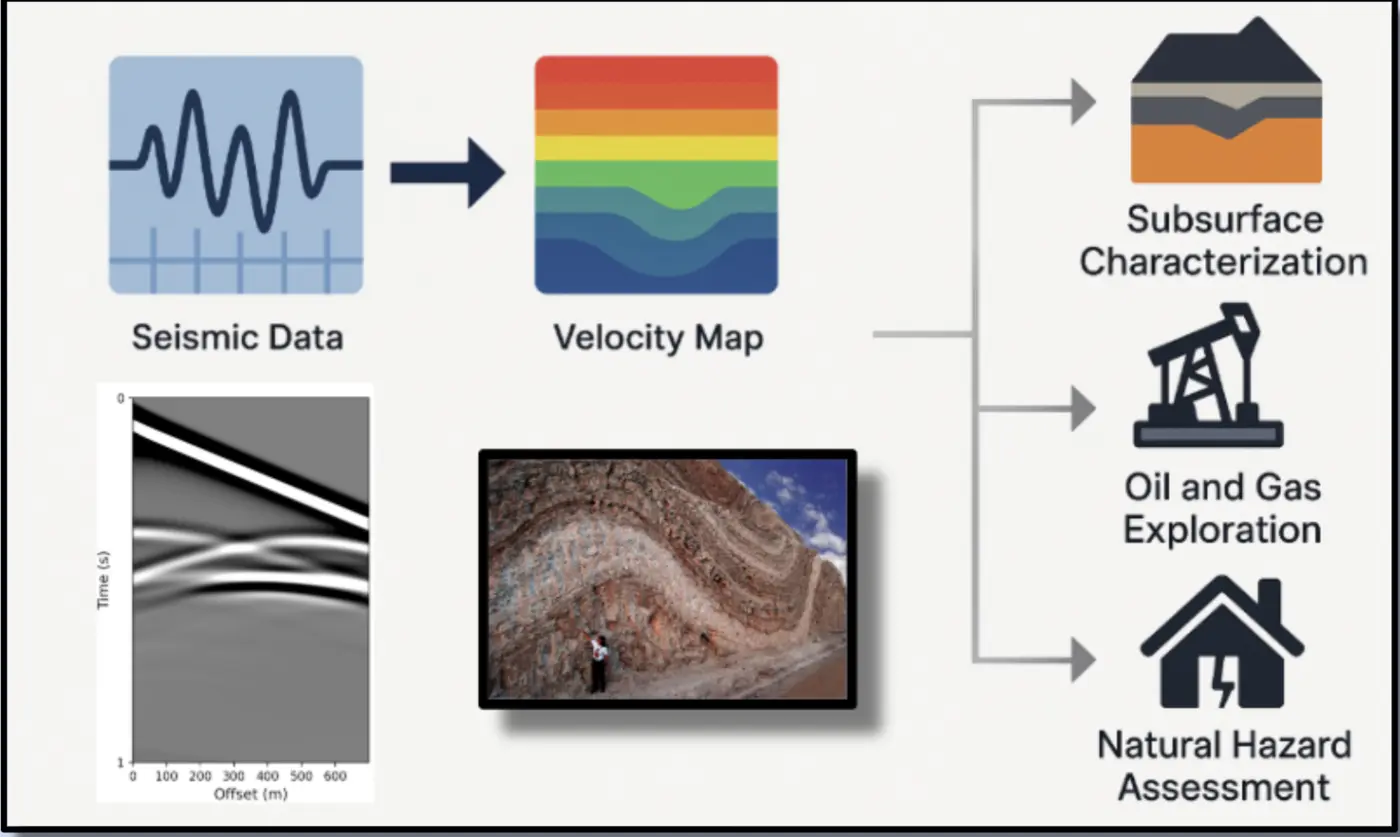 Seismic Data
Velocity Map
Subsurface
Characterization
Oil and Gas
Exploration
Natural Hazard
Assessment
0
Time (s)
1
0 100 200 300 400 500 600
Offset (m)